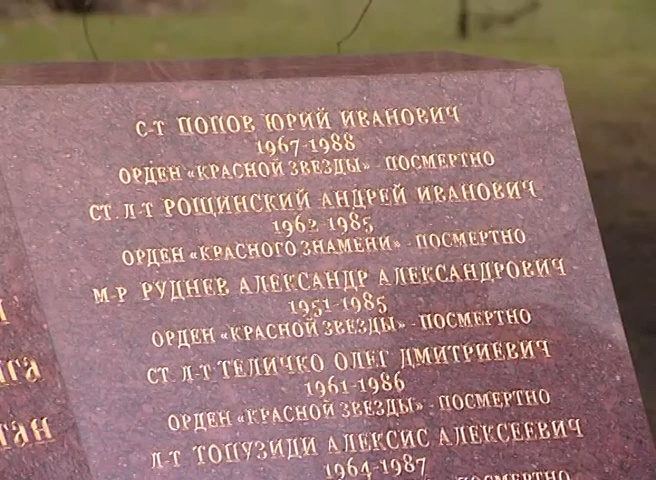 С-Т ПОПОВ ЮРИЙ ИВАНОВИЧ
1967-1988
ОРДЕН «КРАСНОЙ ЗВЕЗДЫ» - ПОСМЕРТНО
СТ. Л-Т РОЩИНСКИЙ АНДРЕЙ ИВАНОВИЧ
1962-1985
ОРДЕН «КРАСНОГО ЗНАМЕНИ» - ПОСМЕРТНО
М-Р РУДНЕВ АЛЕКСАНДР АЛЕКСАНДРОВИЧ
1951-1985
ОРДЕН «КРАСНОЙ ЗВЕЗДЫ» - ПОСМЕРТНО
СТ. Л-Т ТЕЛИЧКО ОЛЕГ ДМИТРИЕВИЧ
1961-1986
ОРДЕН «КРАСНОЙ ЗВЕЗДЫ» - ПОСМЕРТНО
Л-Т ТОПУЗИДИ АЛЕКСИС АЛЕКСЕЕВИЧ
1964-1987
ПОСМЕРТНО